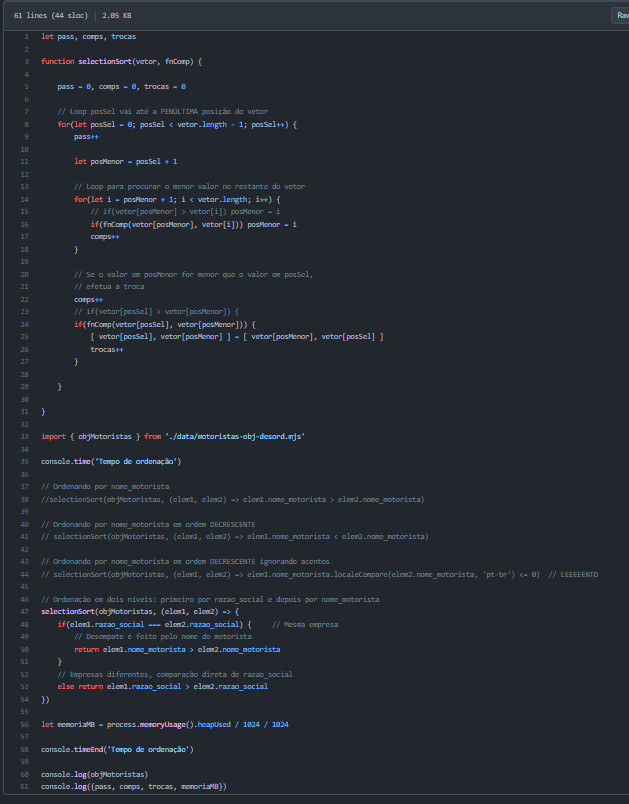 61 lines (44 sloc) | 2.05 KB
Raw
1 let pass, comps, trocas
2
3 function selectionSort(vetor, fnComp) {
4
5 pass = 0, comps = 0, trocas = 0
6
7 // Loop posSel vai até a PENÚLTIMA posição do vetor
8 for(let posSel = 0; posSel < vetor.length - 1; posSel++) {
9 pass++
10
11 let posMenor = posSel + 1
12
13 // Loop para procurar o menor valor no restante do vetor
14 for(let i = posMenor + 1; i < vetor.length; i++) {
15 // if(vetor[posMenor] > vetor[i]) posMenor = i
16 if(fnComp(vetor[posMenor], vetor[i])) posMenor = i
17 comps++
18 }
19
20 // Se o valor em posMenor for menor que o valor em posSel,
21 // efetua a troca
22 comps++
23 // if(vetor[posSel] > vetor[posMenor]) {
24 if(fnComp(vetor[posSel], vetor[posMenor])) {
25 [ vetor[posSel], vetor[posMenor] ] = [ vetor[posMenor], vetor[posSel] ]
26 trocas++
27 }
28
29 }
30
31 }
32
33 import { objMotoristas } from './data/motoristas-obj-desord.mjs'
34
35 console.time('Tempo de ordenação')
36
37 // Ordenando por nome_motorista
38 //selectionSort(objMotoristas, (elem1, elem2) => elem1.nome_motorista > elem2.nome_motorista)
39
40 // Ordenando por nome_motorista em ordem DECRESCENTE
41 // selectionSort(objMotoristas, (elem1, elem2) => elem1.nome_motorista < elem2.nome_motorista)
42
43 // Ordenando por nome_motorista em ordem DECRESCENTE ignorando acentos
44 // selectionSort(objMotoristas, (elem1, elem2) => elem1.nome_motorista.localeCompare(elem2.nome_motorista, 'pt-br') <= 0) // LEEEEENTO
45
46 // Ordenação em dois níveis: primeiro por razao_social e depois por nome_motorista
47 selectionSort(objMotoristas, (elem1, elem2) => {
48 if(elem1.razao_social === elem2.razao_social) { // Mesma empresa
49 // Desempate é feito pelo nome do motorista
50 return elem1.nome_motorista > elem2.nome_motorista
51 }
52 // Empresas diferentes, comparação direta de razao_social
53 else return elem1.razao_social > elem2.razao_social
54 })
55
56 let memoriaMB = process.memoryUsage().heapUsed / 1024 / 1024
57
58 console.timeEnd('Tempo de ordenação')
59
60 console.log(objMotoristas)
61 console.log({pass, comps, trocas, memoriaMB})